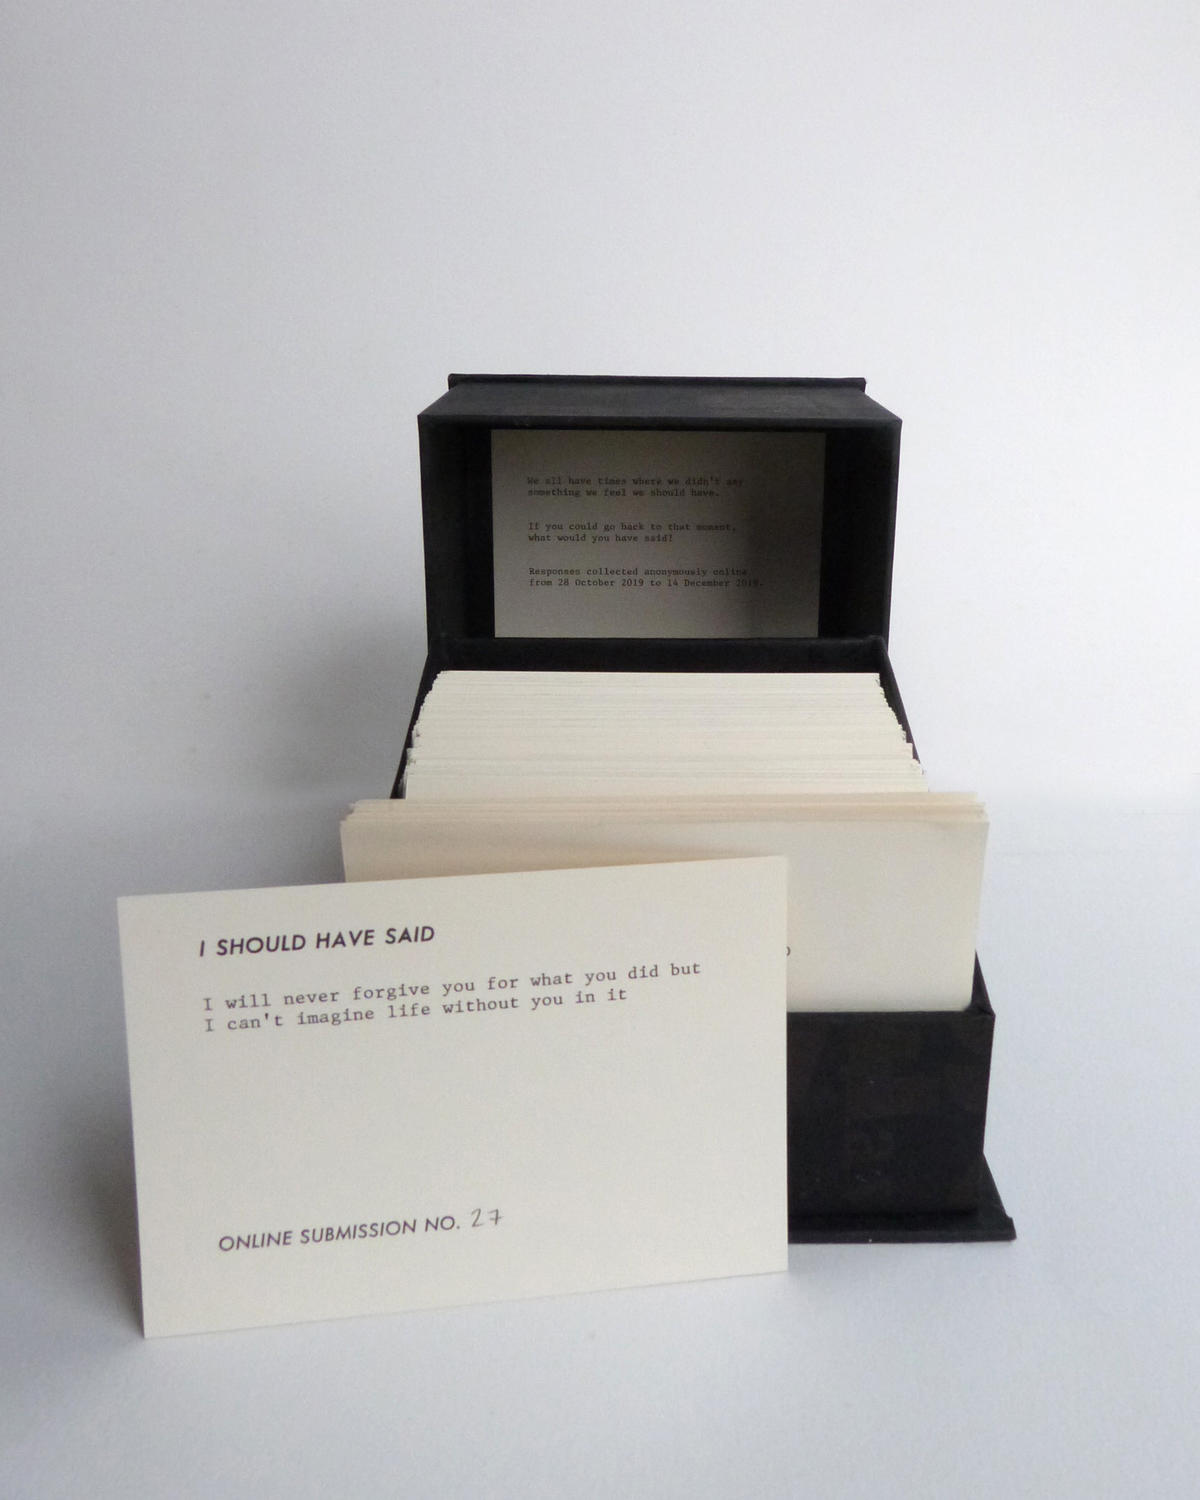 We all have times where we didn't say
something we feel we should have.
If you could go back to that moment,
what would you have said?
Responses collected anonymously online
from 28 October 2019 to 14 December 2019.
I SHOULD HAVE SAID
I will never forgive you for what you did but
I can't imagine life without you in it
ONLINE SUBMISSION NO. 27